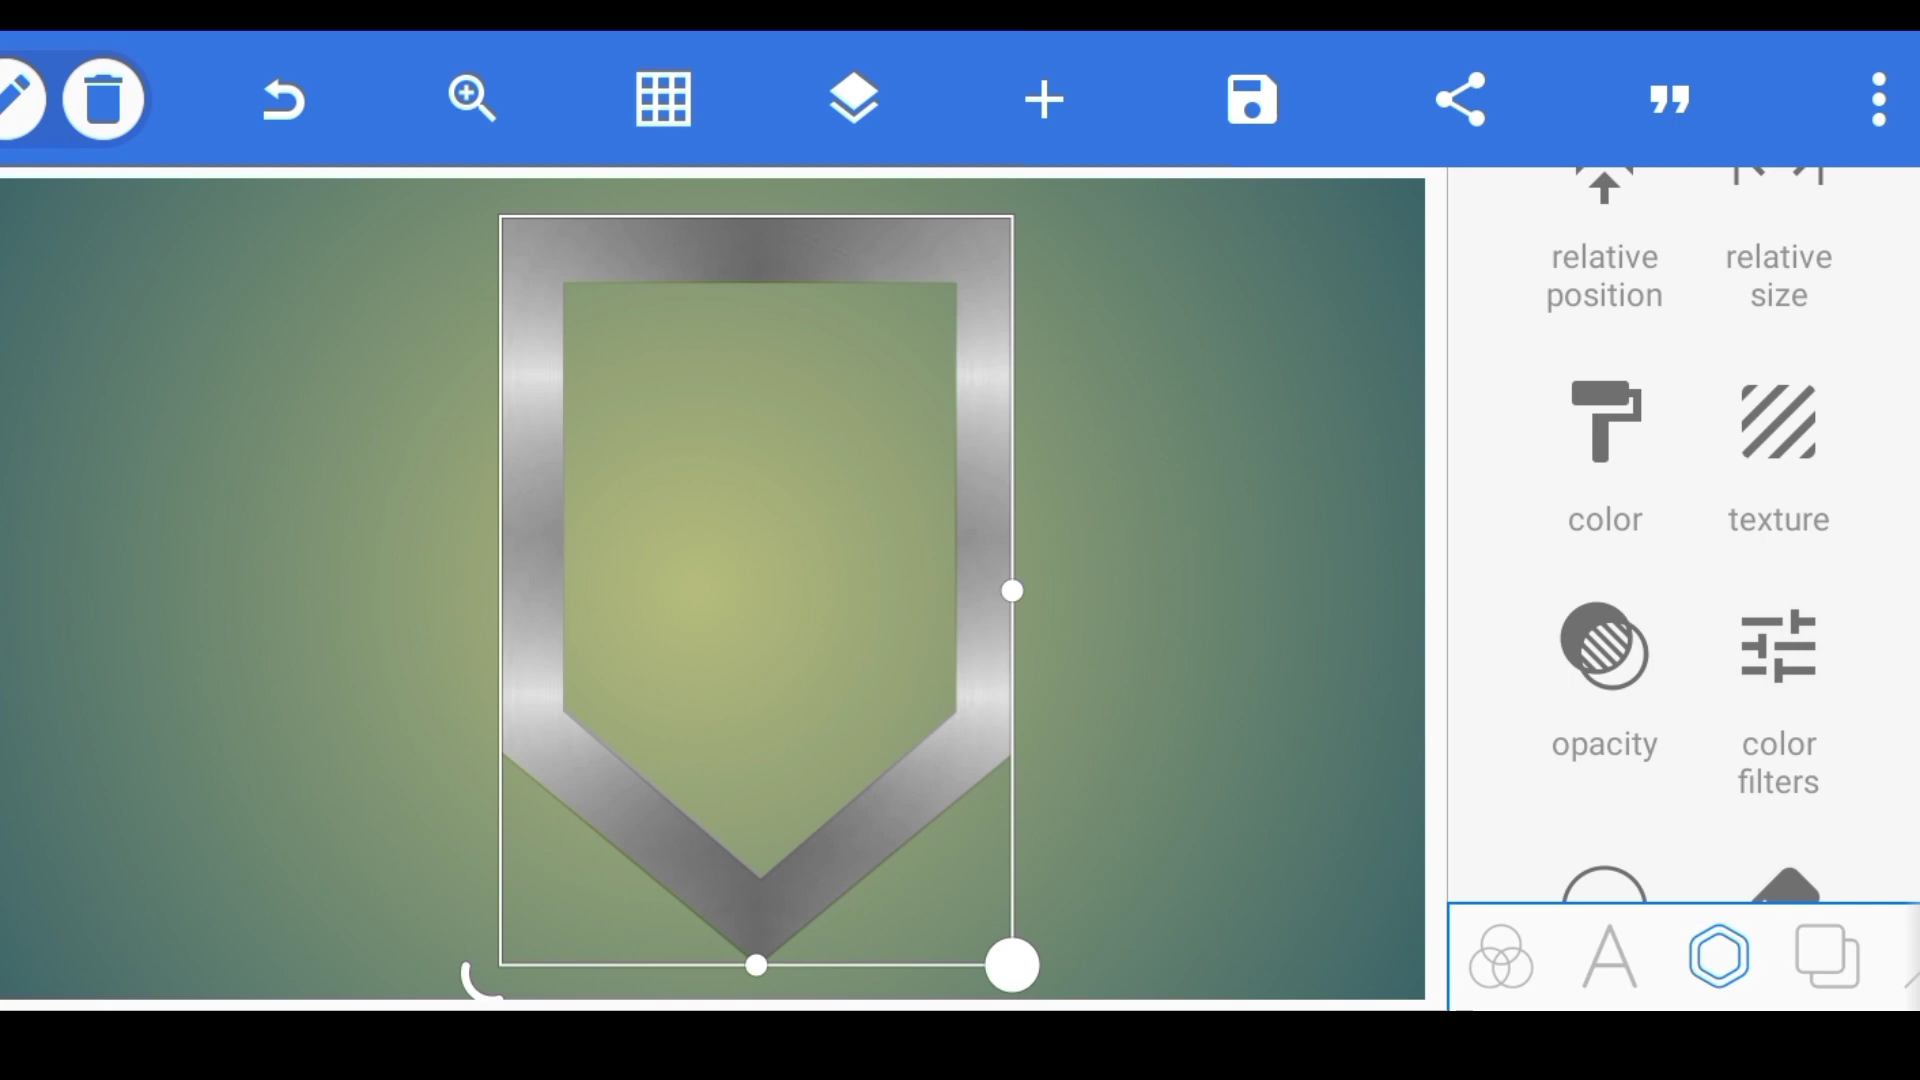 relative
position
relative
size
color
texture
opacity
color
filters